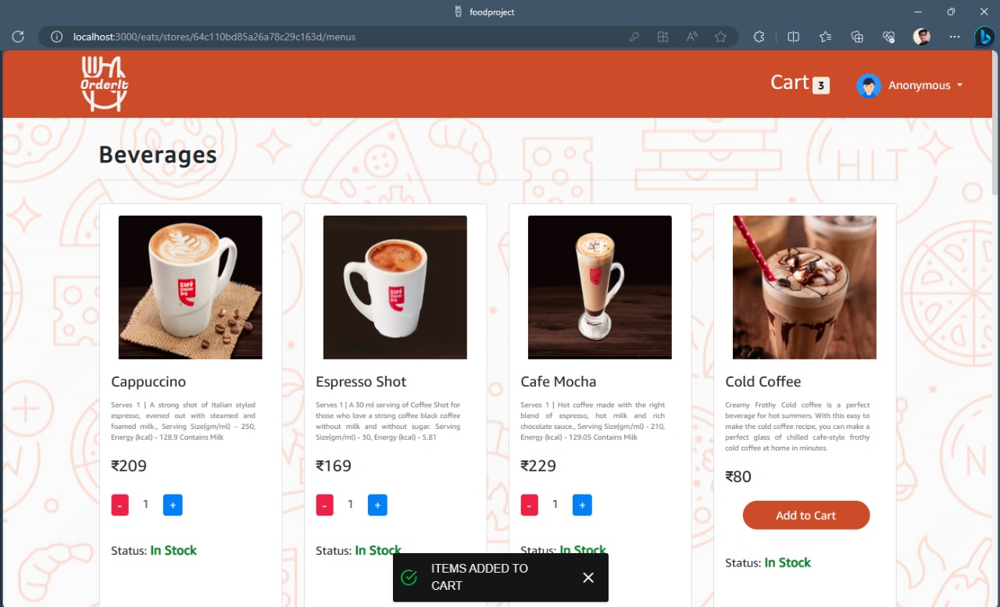 foodproject
localhost:3000/eats/stores/64c110bd85a26a78c29c163d/menus
OrderIt
Cart 3
Anonymous
Beverages
HIT
Café
Coffee
Day
Café
Coffee
Day
Cappuccino
Serves 1 | A strong shot of Italian styled
espresso, evened out with steamed and
foamed milk., Serving Size(gm/ml) - 250,
Energy (kcal) - 128.9 Contains Milk
₹209
- 1 +
Status: In Stock
Espresso Shot
Serves 1 | A 30 ml serving of Coffee Shot for
those who love a strong coffee black coffee
without milk and without sugar. Serving
Size(gm/ml) - 30, Energy (kcal) - 5.81
₹169
- 1 +
Status: In Stock
Cafe Mocha
Serves 1 | Hot coffee made with the right
blend of espresso, hot milk and rich
chocolate sauce., Serving Size(gm/ml) - 210,
Energy (kcal) - 129.05 Contains Milk
₹229
- 1 +
Status: In Stock
Cold Coffee
Creamy Frothy Cold coffee is a perfect
beverage for hot summers. With this easy to
make the cold coffee recipe, you can make a
perfect glass of chilled cafe-style frothy
cold coffee at home in minutes.
₹80
Add to Cart
Status: In Stock
ITEMS ADDED TO
CART